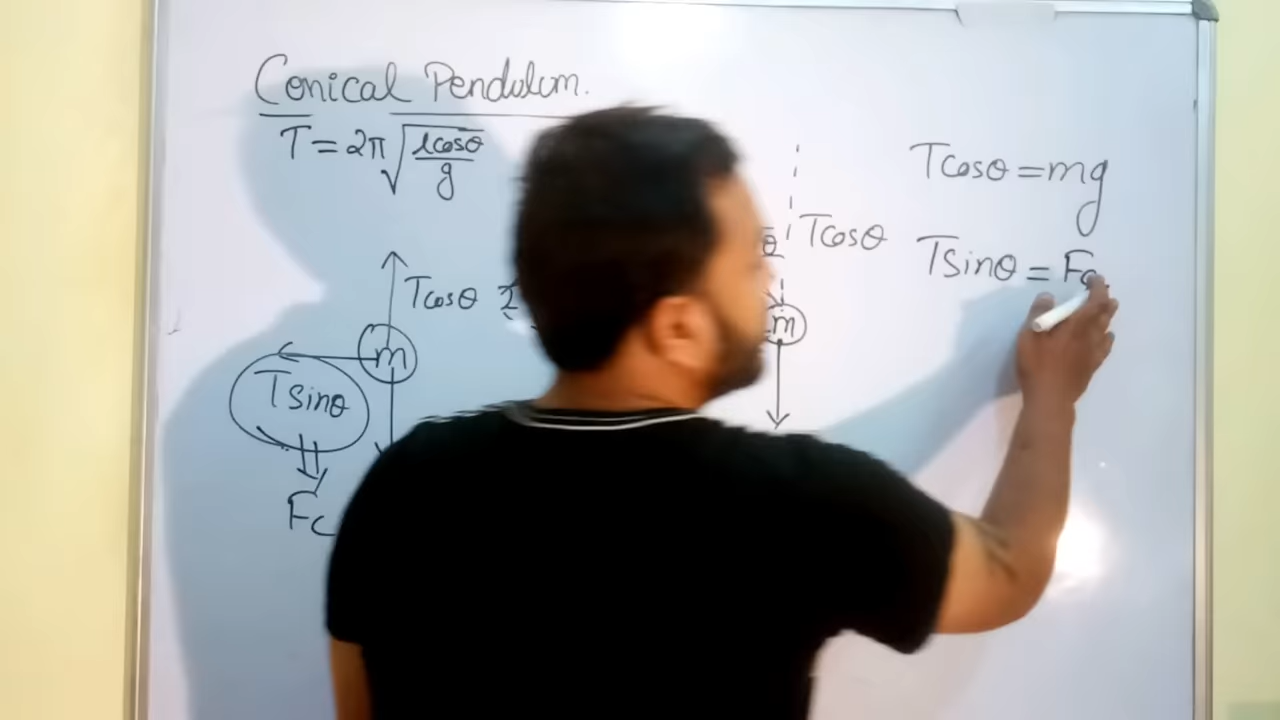 Conical Pendulum.
T = 2π √(lcosθ/g)
Tcosθ
m
Tsinθ
Fc
θ
Tcosθ
m
Tcosθ = mg
Tsinθ = Fc